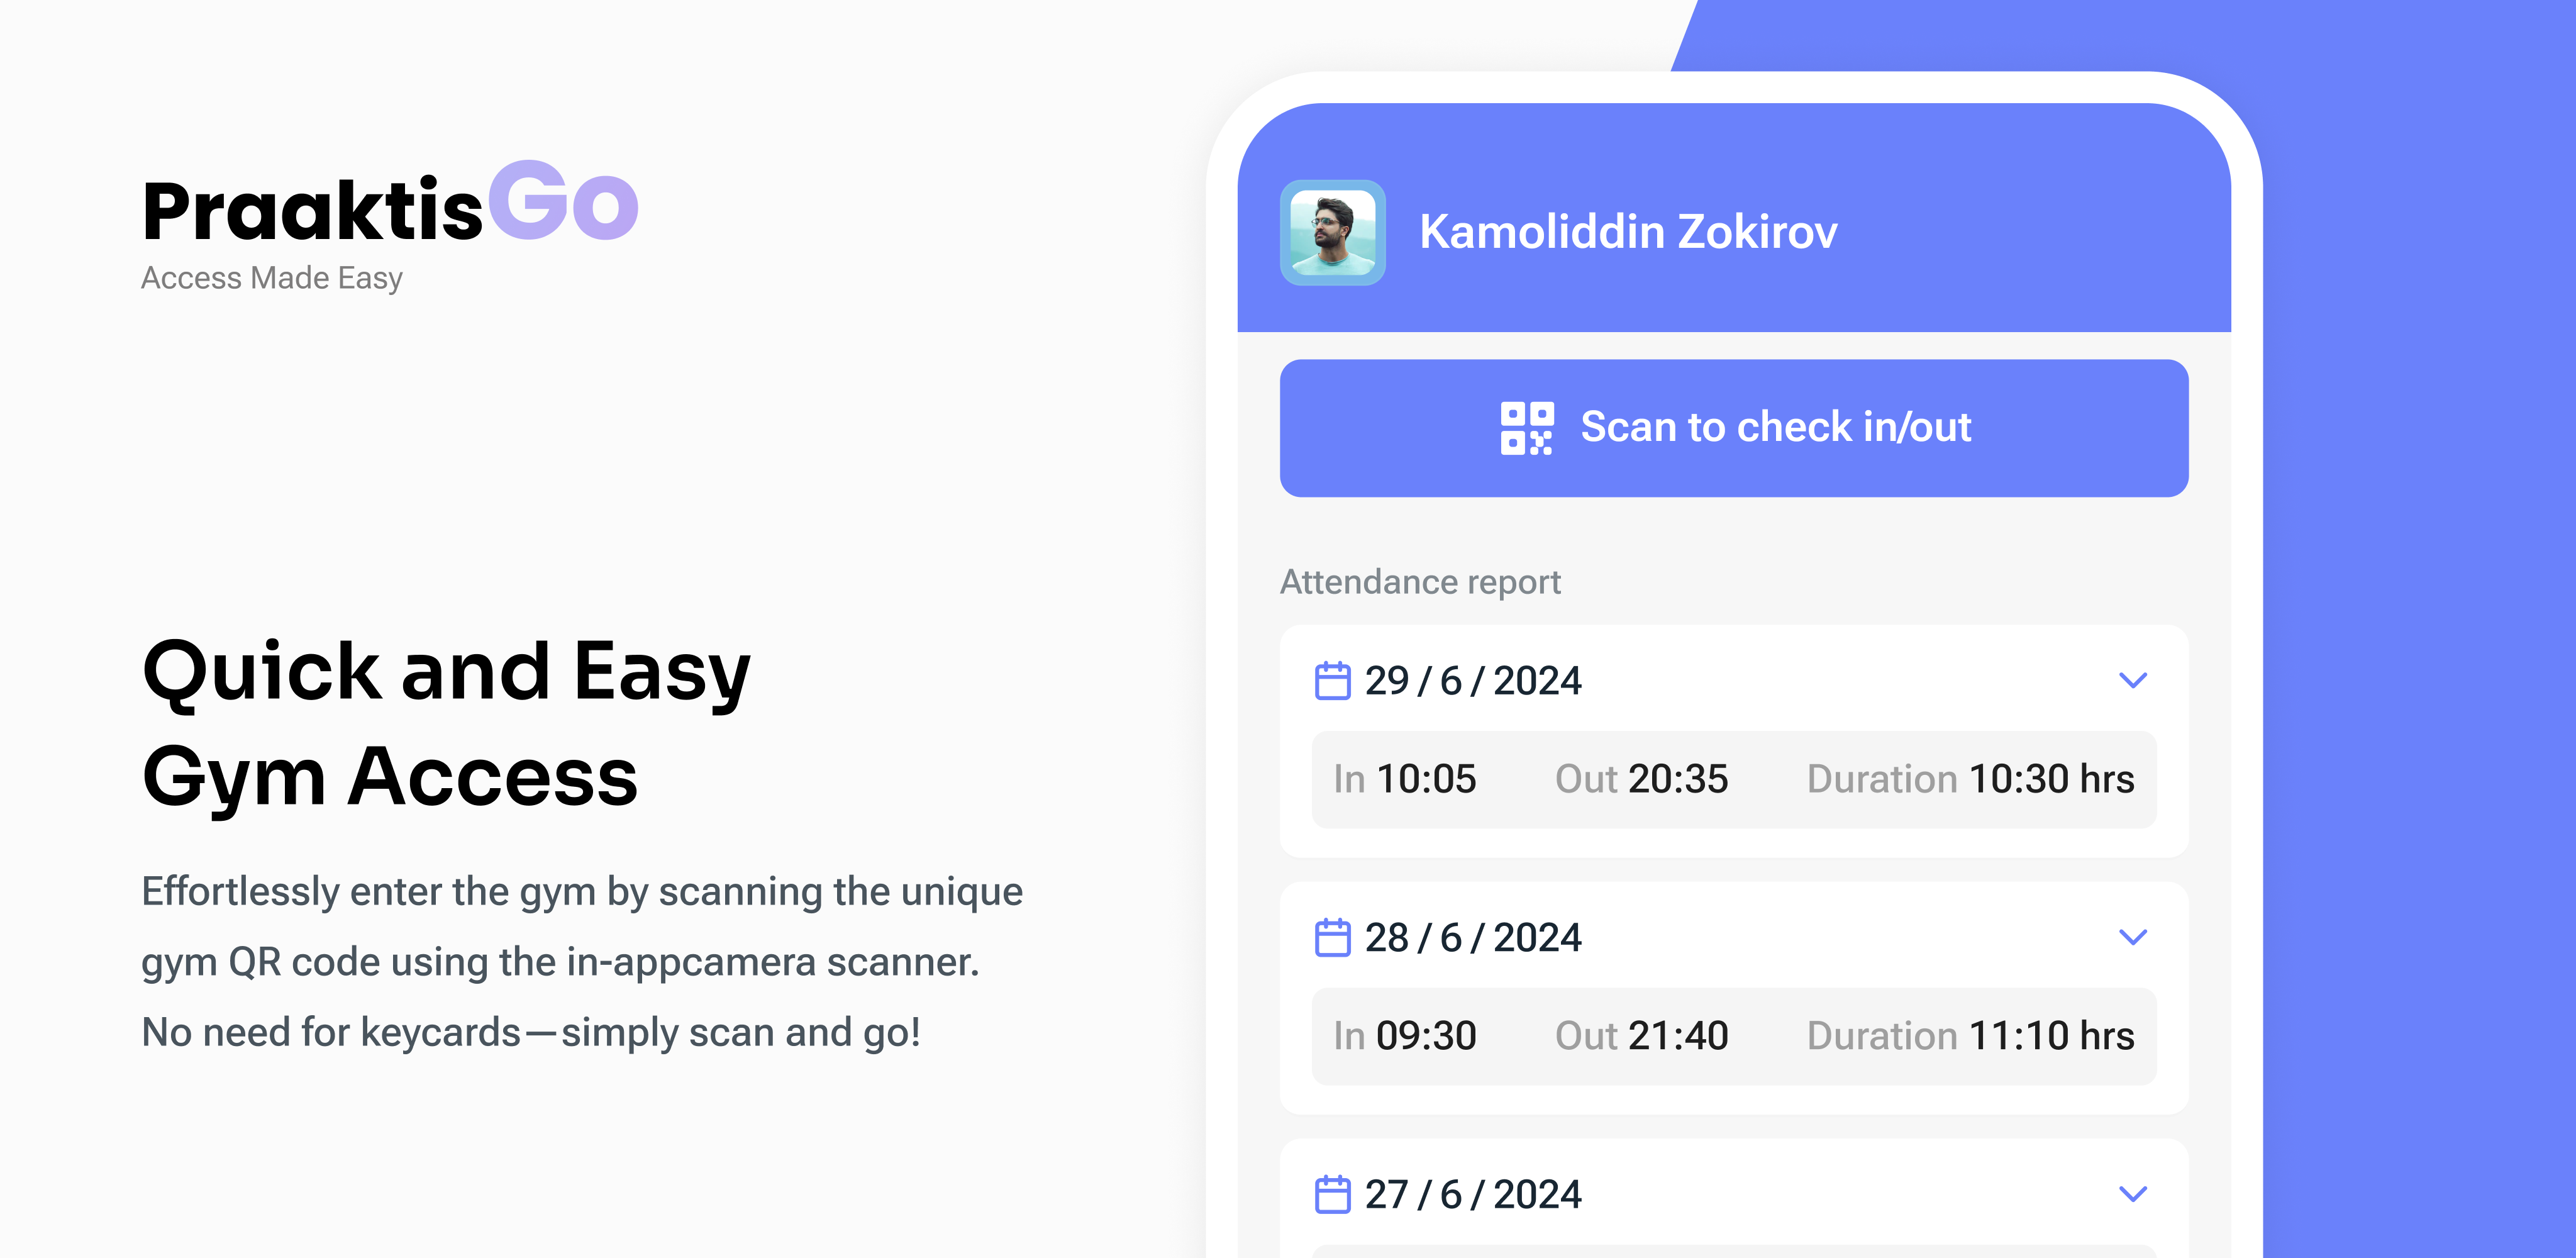 PraaktisGo
Access Made Easy
Quick and Easy
Gym Access
Effortlessly enter the gym by scanning the unique
gym QR code using the in-appcamera scanner.
No need for keycards—simply scan and go!
Kamoliddin Zokirov
Scan to check in/out
Attendance report
29 / 6 / 2024
In 10:05 Out 20:35 Duration 10:30 hrs
28 / 6 / 2024
In 09:30 Out 21:40 Duration 11:10 hrs
27 / 6 / 2024